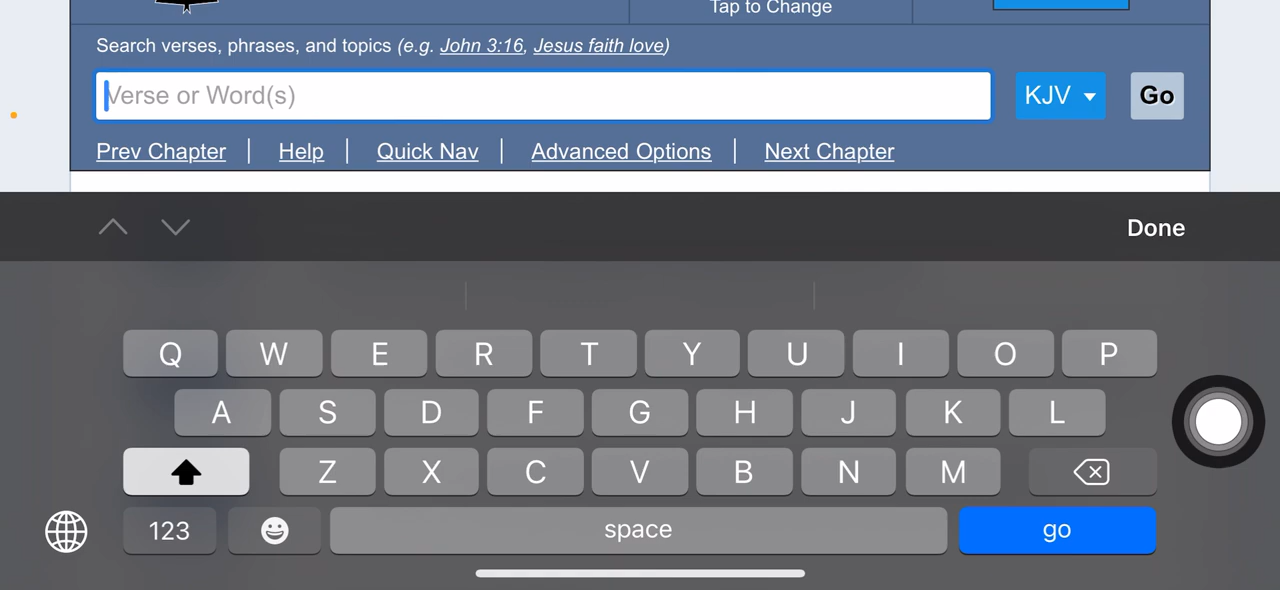 Tap to Change
Search verses, phrases, and topics (e.g. John 3:16, Jesus faith love)
Verse or Word(s)
KJV
Go
Prev Chapter | Help | Quick Nav | Advanced Options | Next Chapter
Done
Q W E R T Y U I O P
A S D F G H J K L
Z X C V B N M
123 space go